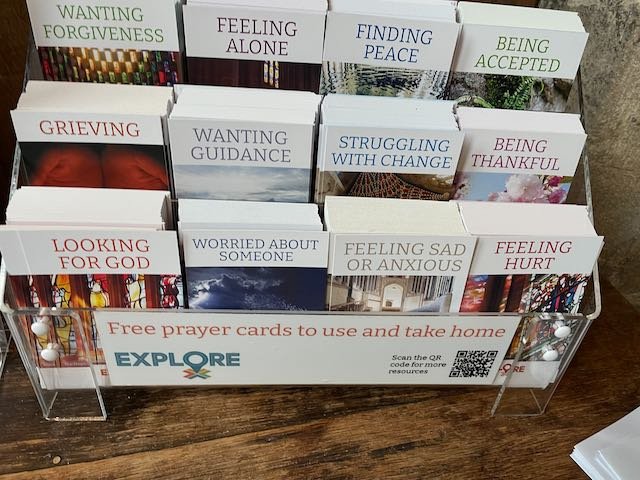 WANTING
FORGIVENESS
FEELING
ALONE
FINDING
PEACE
BEING
ACCEPTED
GRIEVING
WANTING
GUIDANCE
STRUGGLING
WITH CHANGE
BEING
THANKFUL
LOOKING
FOR GOD
WORRIED ABOUT
SOMEONE
FEELING SAD
OR ANXIOUS
FEELING
HURT
Free prayer cards to use and take home
EXPLORE
Scan the QR
code for more
resources